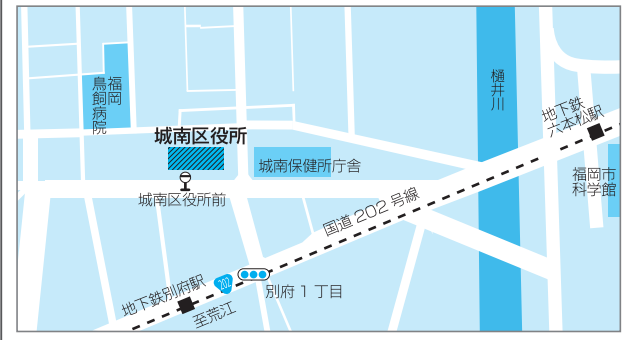 福岡
鳥飼病院
樋井川
地下鉄
六本松駅
城南区役所
城南保健所庁舎
福岡市
科学館
城南区役所前
国道202号線
地下鉄別府駅
202
別府1丁目
至荒江